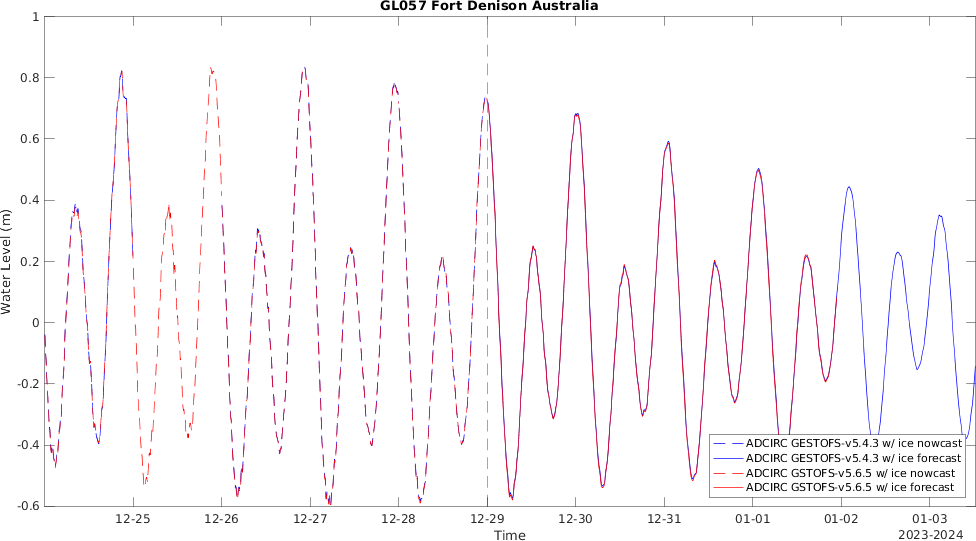 GL057 Fort Denison Australia
1
0.8
0.6
0.4
0.2
0
-0.2
-0.4
-0.6
Water Level (m)
ADCIRC GESTOFS-v5.4.3 w/ ice nowcast
ADCIRC GESTOFS-v5.4.3 w/ ice forecast
ADCIRC GSTOFS-v5.6.5 w/ ice nowcast
ADCIRC GSTOFS-v5.6.5 w/ ice forecast
12-25 12-26 12-27 12-28 12-29 12-30 12-31 01-01 01-02 01-03
Time
2023-2024